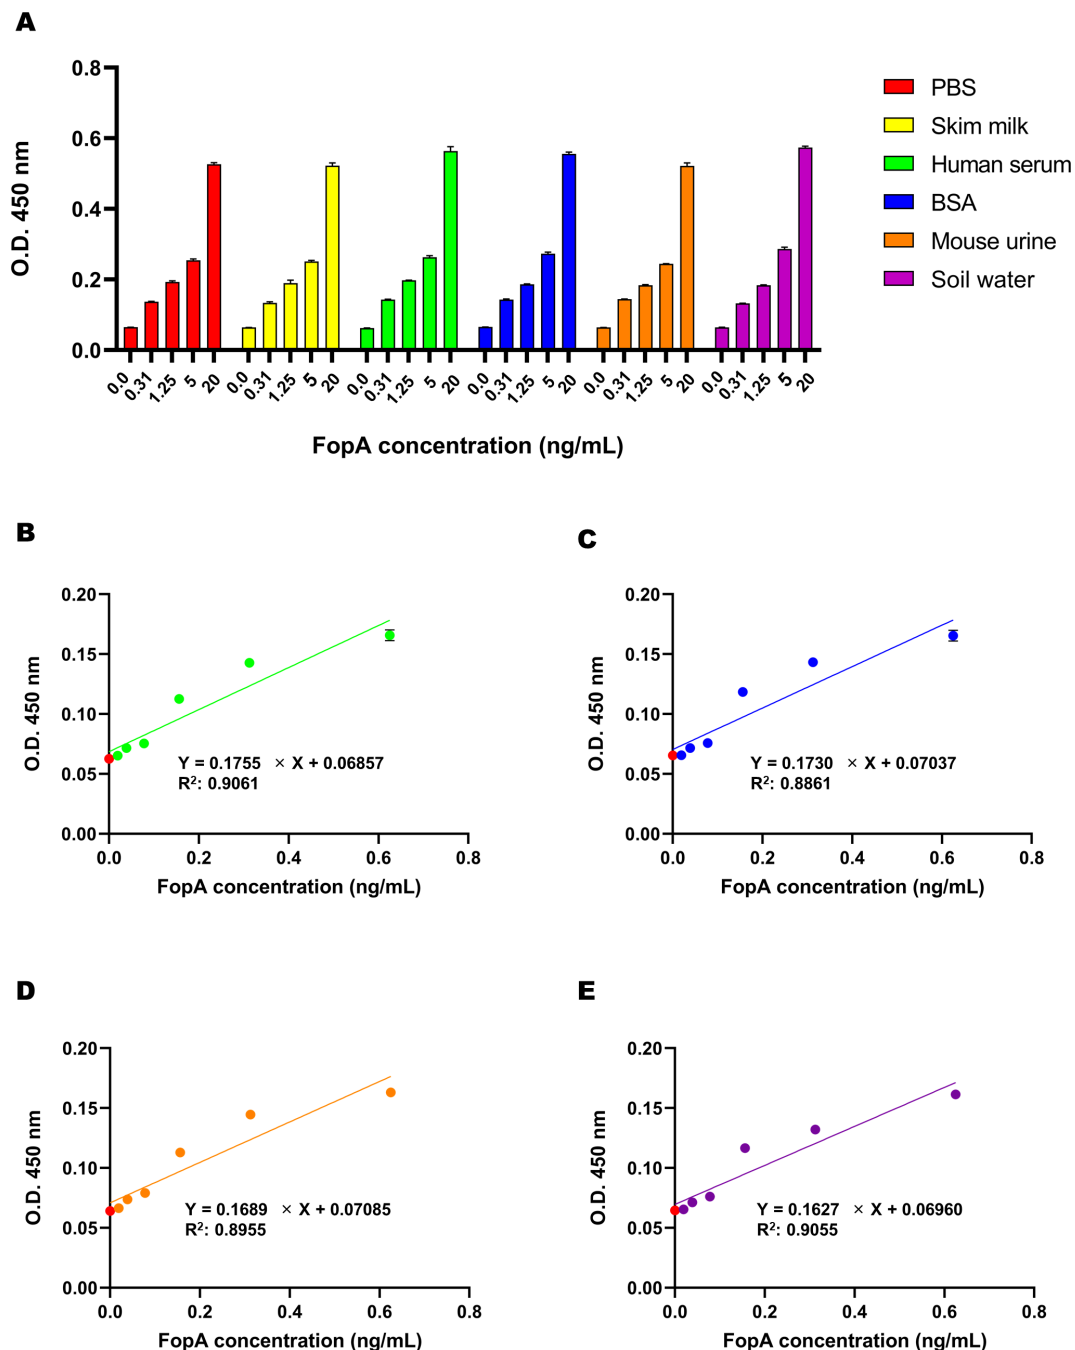 A
0.8
0.6
0.4
0.2
0.0
O.D. 450 nm
0.0 0.31 1.25 5 20 0.0 0.31 1.25 5 20 0.0 0.31 1.25 5 20 0.0 0.31 1.25 5 20 0.0 0.31 1.25 5 20 0.0 0.31 1.25 5 20
FopA concentration (ng/mL)
PBS
Skim milk
Human serum
BSA
Mouse urine
Soil water
B
0.20
0.15
0.10
0.05
0.00
O.D. 450 nm
Y = 0.1755 × X + 0.06857
R²: 0.9061
0.0 0.2 0.4 0.6 0.8
FopA concentration (ng/mL)
C
0.20
0.15
0.10
0.05
0.00
O.D. 450 nm
Y = 0.1730 × X + 0.07037
R²: 0.8861
0.0 0.2 0.4 0.6 0.8
FopA concentration (ng/mL)
D
0.20
0.15
0.10
0.05
0.00
O.D. 450 nm
Y = 0.1689 × X + 0.07085
R²: 0.8955
0.0 0.2 0.4 0.6 0.8
FopA concentration (ng/mL)
E
0.20
0.15
0.10
0.05
0.00
O.D. 450 nm
Y = 0.1627 × X + 0.06960
R²: 0.9055
0.0 0.2 0.4 0.6 0.8
FopA concentration (ng/mL)